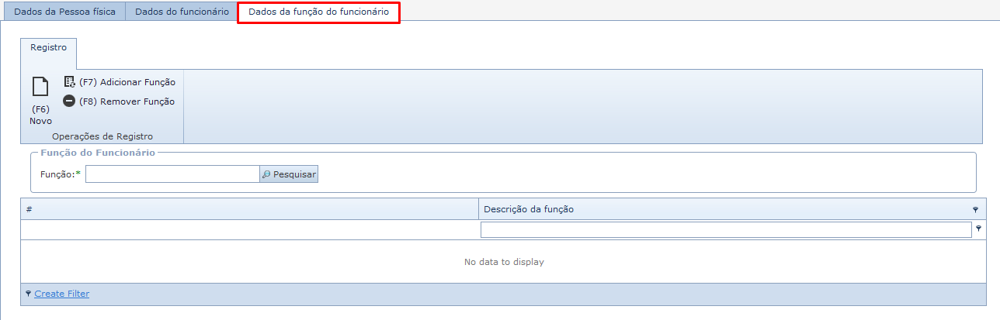 Dados da Pessoa física Dados do funcionário Dados da função do funcionário
Registro
(F6)
Novo
(F7) Adicionar Função
(F8) Remover Função
Operações de Registro
Função do Funcionário
Função:* Pesquisar
# Descrição da função
No data to display
Create Filter